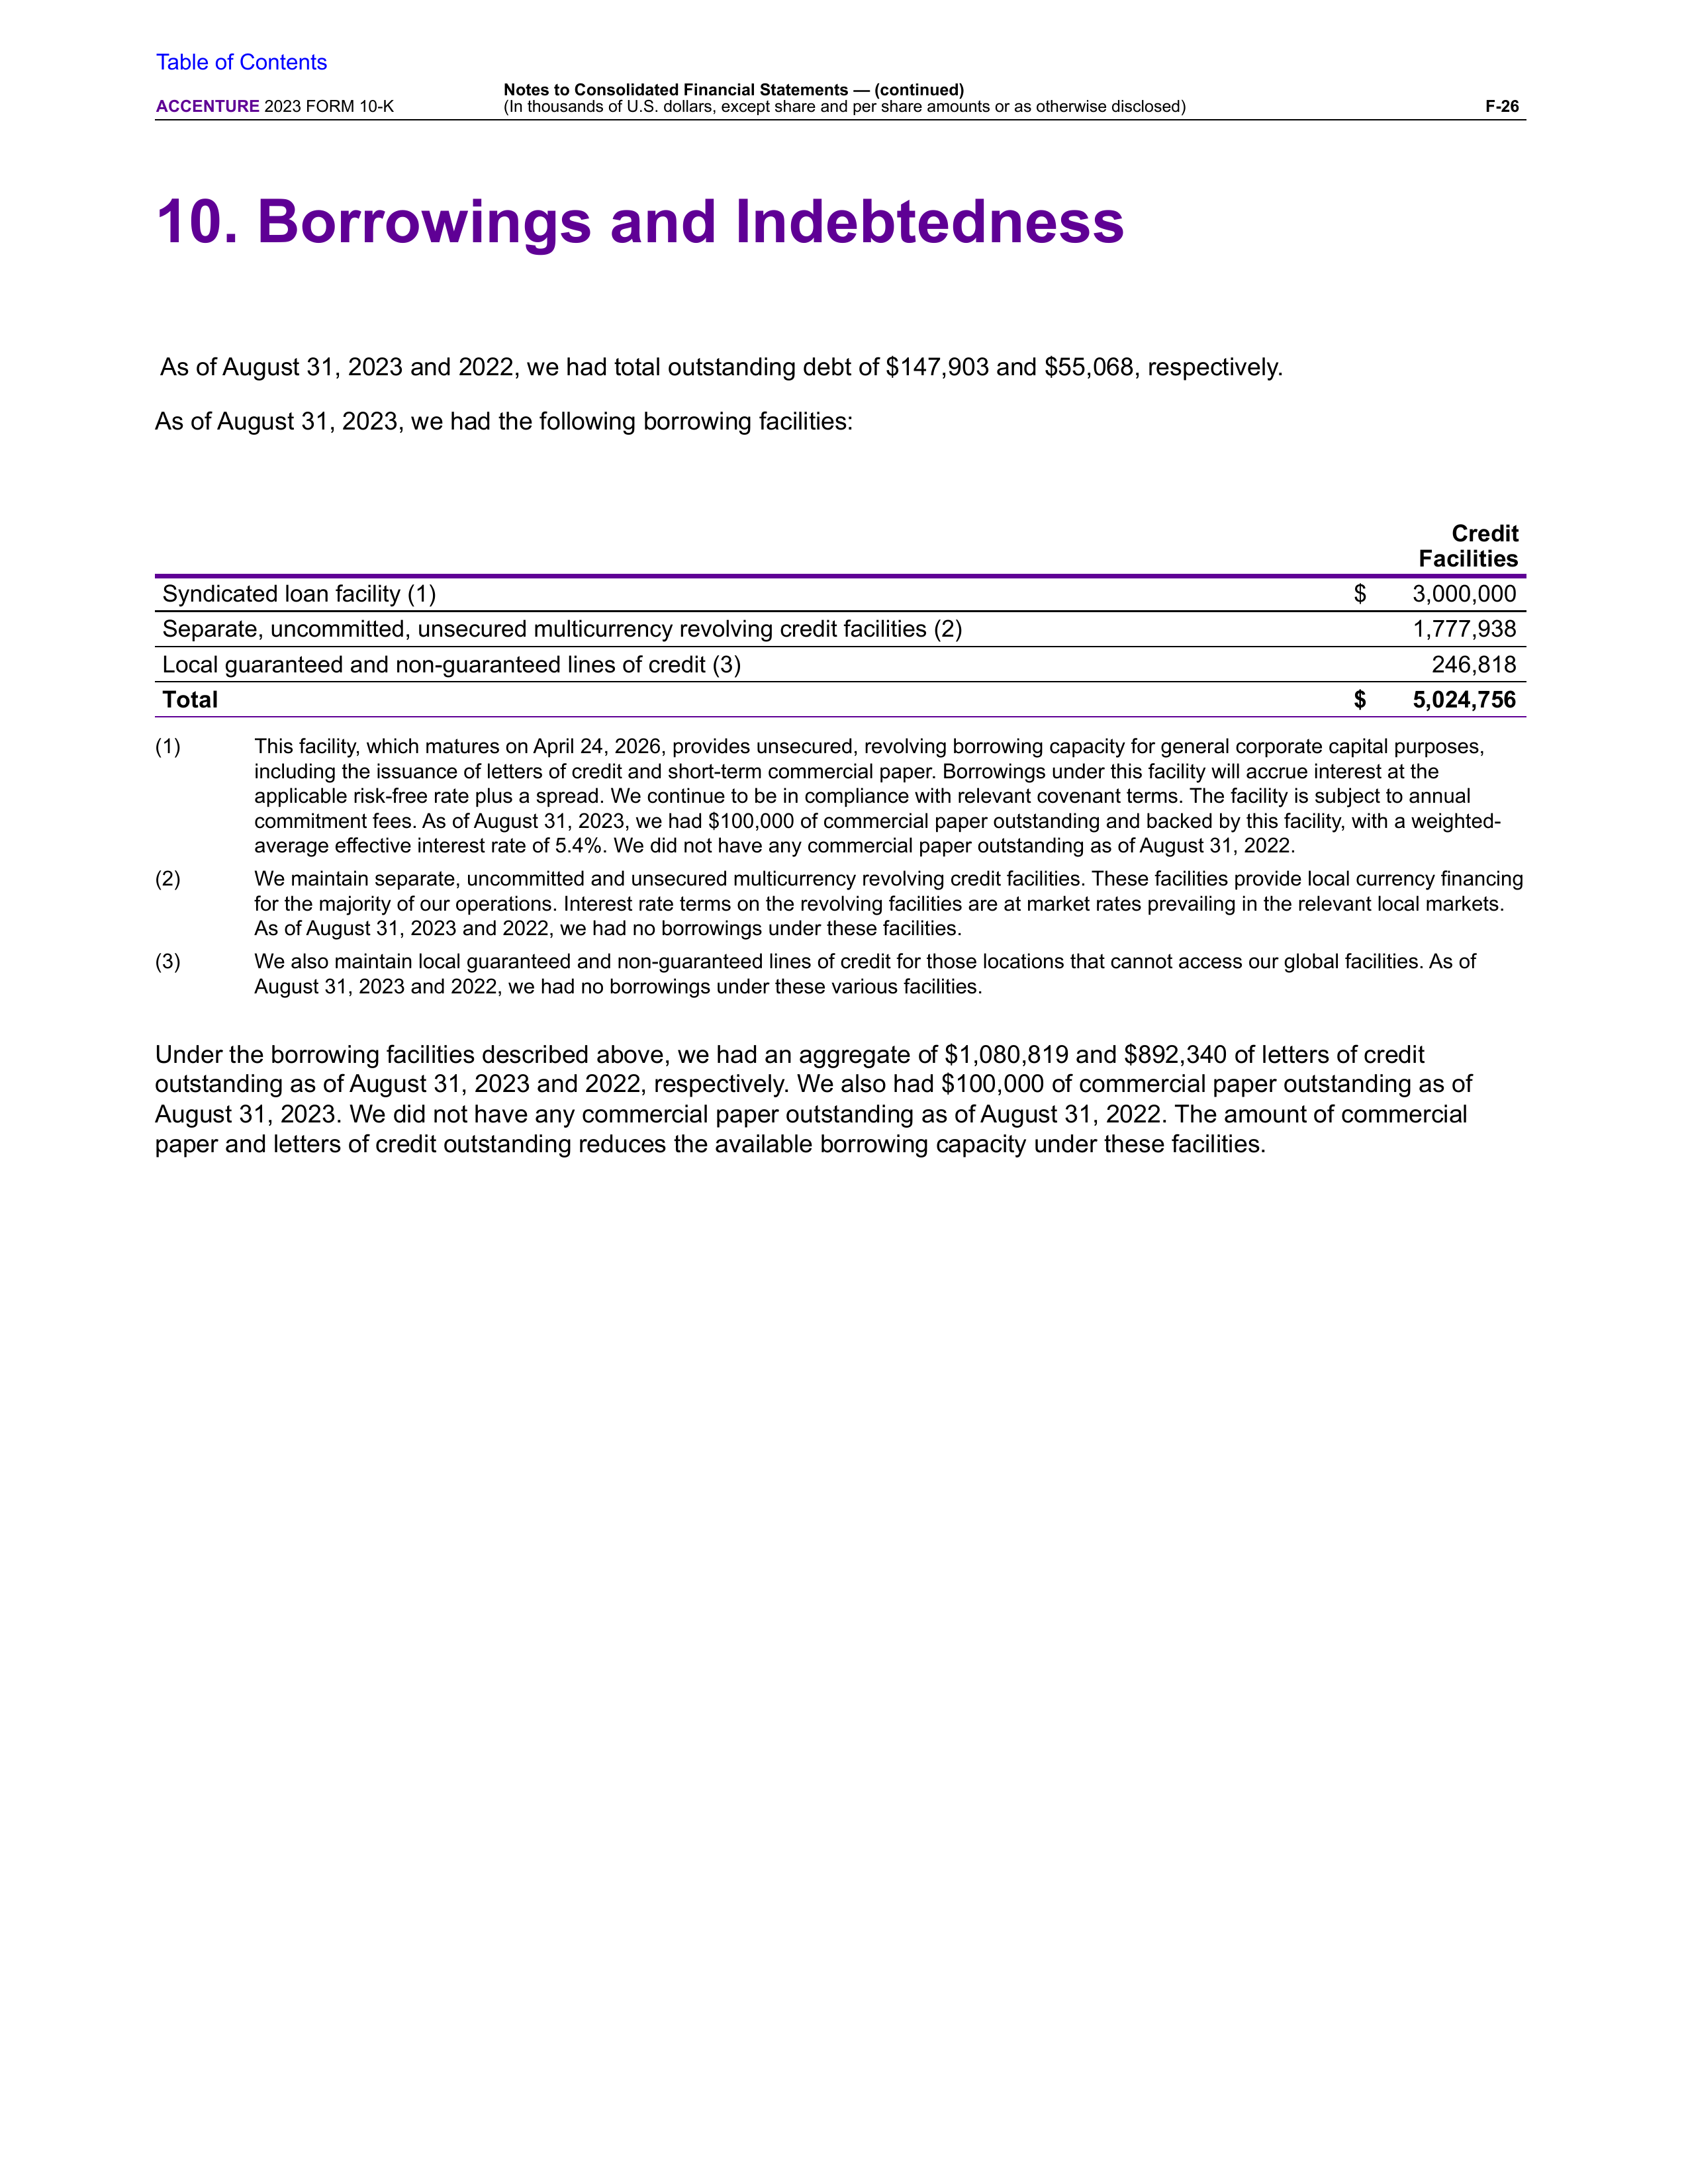 Table of Contents
Notes to Consolidated Financial Statements — (continued)
ACCENTURE 2023 FORM 10-K (In thousands of U.S. dollars, except share and per share amounts or as otherwise disclosed) F-26
10. Borrowings and Indebtedness
As of August 31, 2023 and 2022, we had total outstanding debt of $147,903 and $55,068, respectively.
As of August 31, 2023, we had the following borrowing facilities:
Credit
Facilities
Syndicated loan facility (1) $ 3,000,000
Separate, uncommitted, unsecured multicurrency revolving credit facilities (2) 1,777,938
Local guaranteed and non-guaranteed lines of credit (3) 246,818
Total $ 5,024,756
(1) This facility, which matures on April 24, 2026, provides unsecured, revolving borrowing capacity for general corporate capital purposes,
including the issuance of letters of credit and short-term commercial paper. Borrowings under this facility will accrue interest at the
applicable risk-free rate plus a spread. We continue to be in compliance with relevant covenant terms. The facility is subject to annual
commitment fees. As of August 31, 2023, we had $100,000 of commercial paper outstanding and backed by this facility, with a weighted-
average effective interest rate of 5.4%. We did not have any commercial paper outstanding as of August 31, 2022.
(2) We maintain separate, uncommitted and unsecured multicurrency revolving credit facilities. These facilities provide local currency financing
for the majority of our operations. Interest rate terms on the revolving facilities are at market rates prevailing in the relevant local markets.
As of August 31, 2023 and 2022, we had no borrowings under these facilities.
(3) We also maintain local guaranteed and non-guaranteed lines of credit for those locations that cannot access our global facilities. As of
August 31, 2023 and 2022, we had no borrowings under these various facilities.
Under the borrowing facilities described above, we had an aggregate of $1,080,819 and $892,340 of letters of credit
outstanding as of August 31, 2023 and 2022, respectively. We also had $100,000 of commercial paper outstanding as of
August 31, 2023. We did not have any commercial paper outstanding as of August 31, 2022. The amount of commercial
paper and letters of credit outstanding reduces the available borrowing capacity under these facilities.